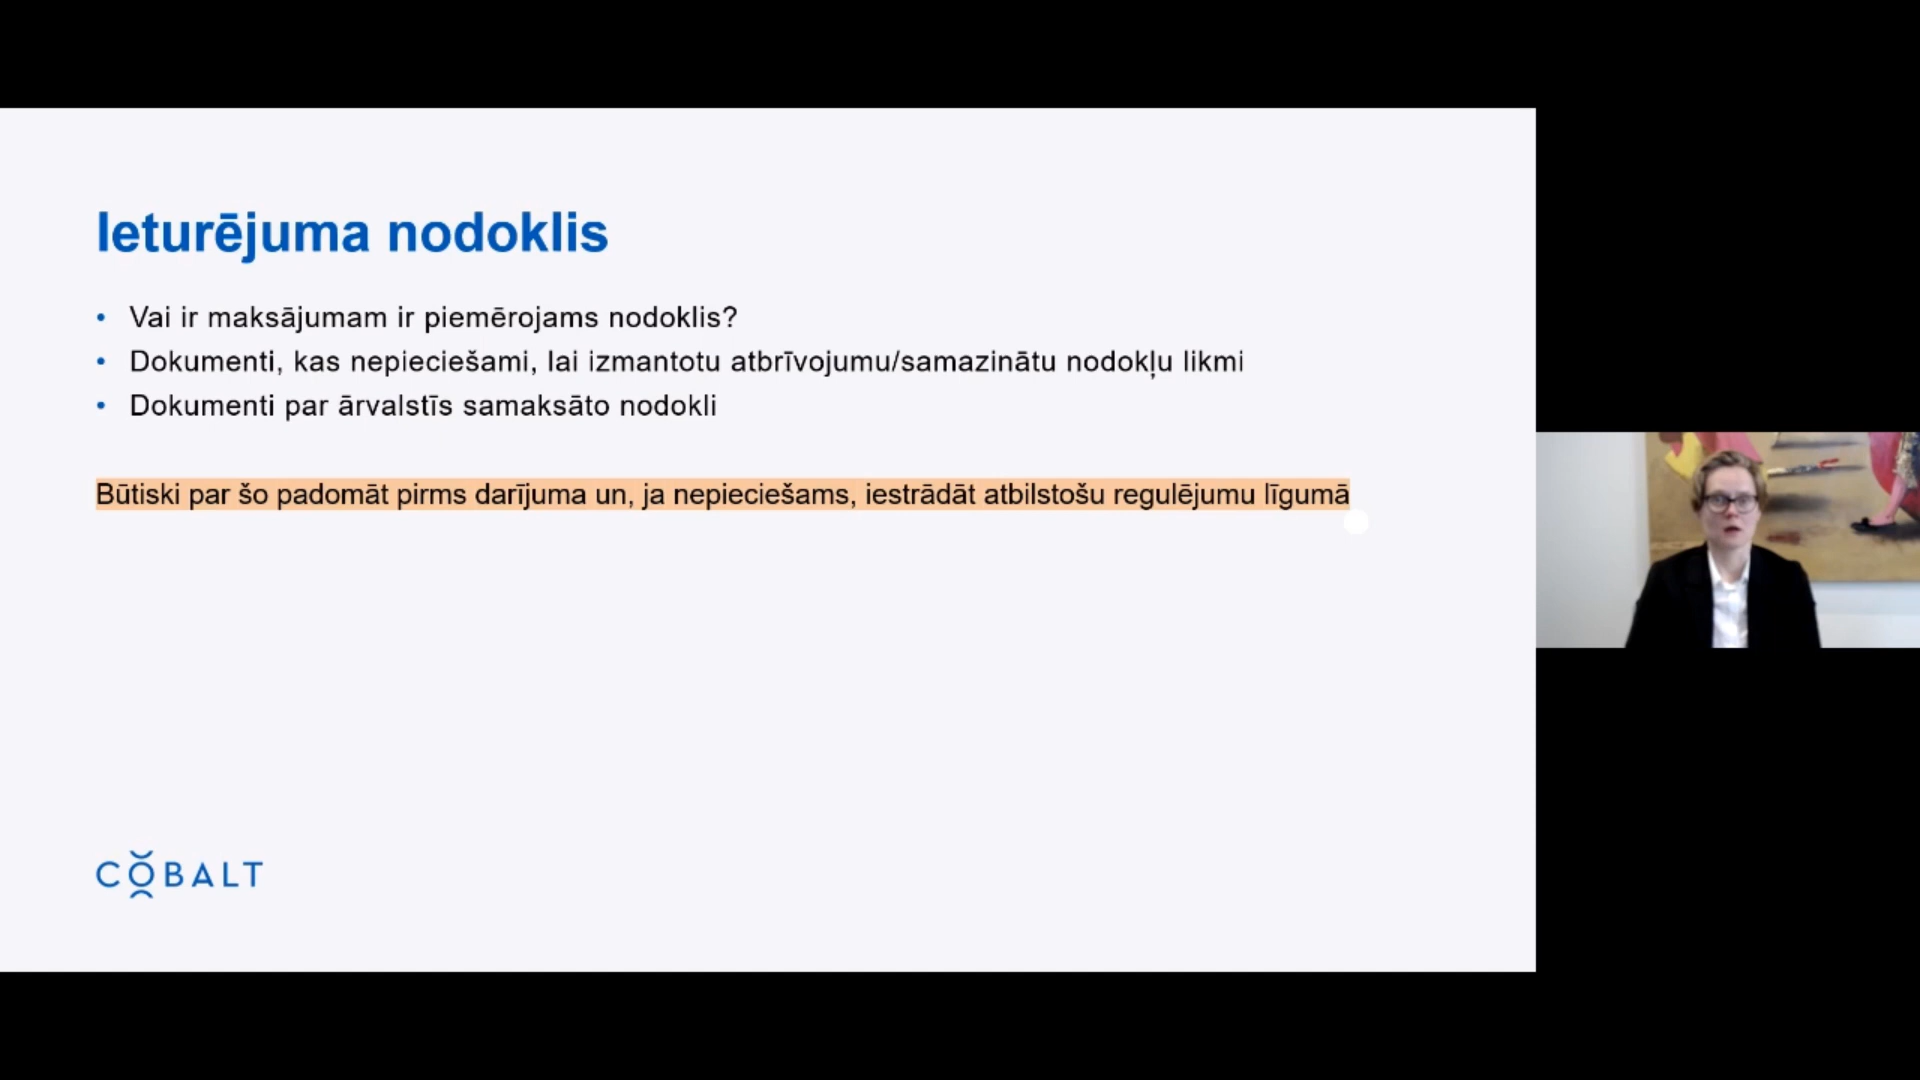 Ieturējuma nodoklis
• Vai ir maksājumam ir piemērojams nodoklis?
• Dokumenti, kas nepieciešami, lai izmantotu atbrīvojumu/samazinātu nodokļu likmi
• Dokumenti par ārvalstīs samaksāto nodokli
Būtiski par šo padomāt pirms darījuma un, ja nepieciešams, iestrādāt atbilstošu regulējumu līgumā
COBALT